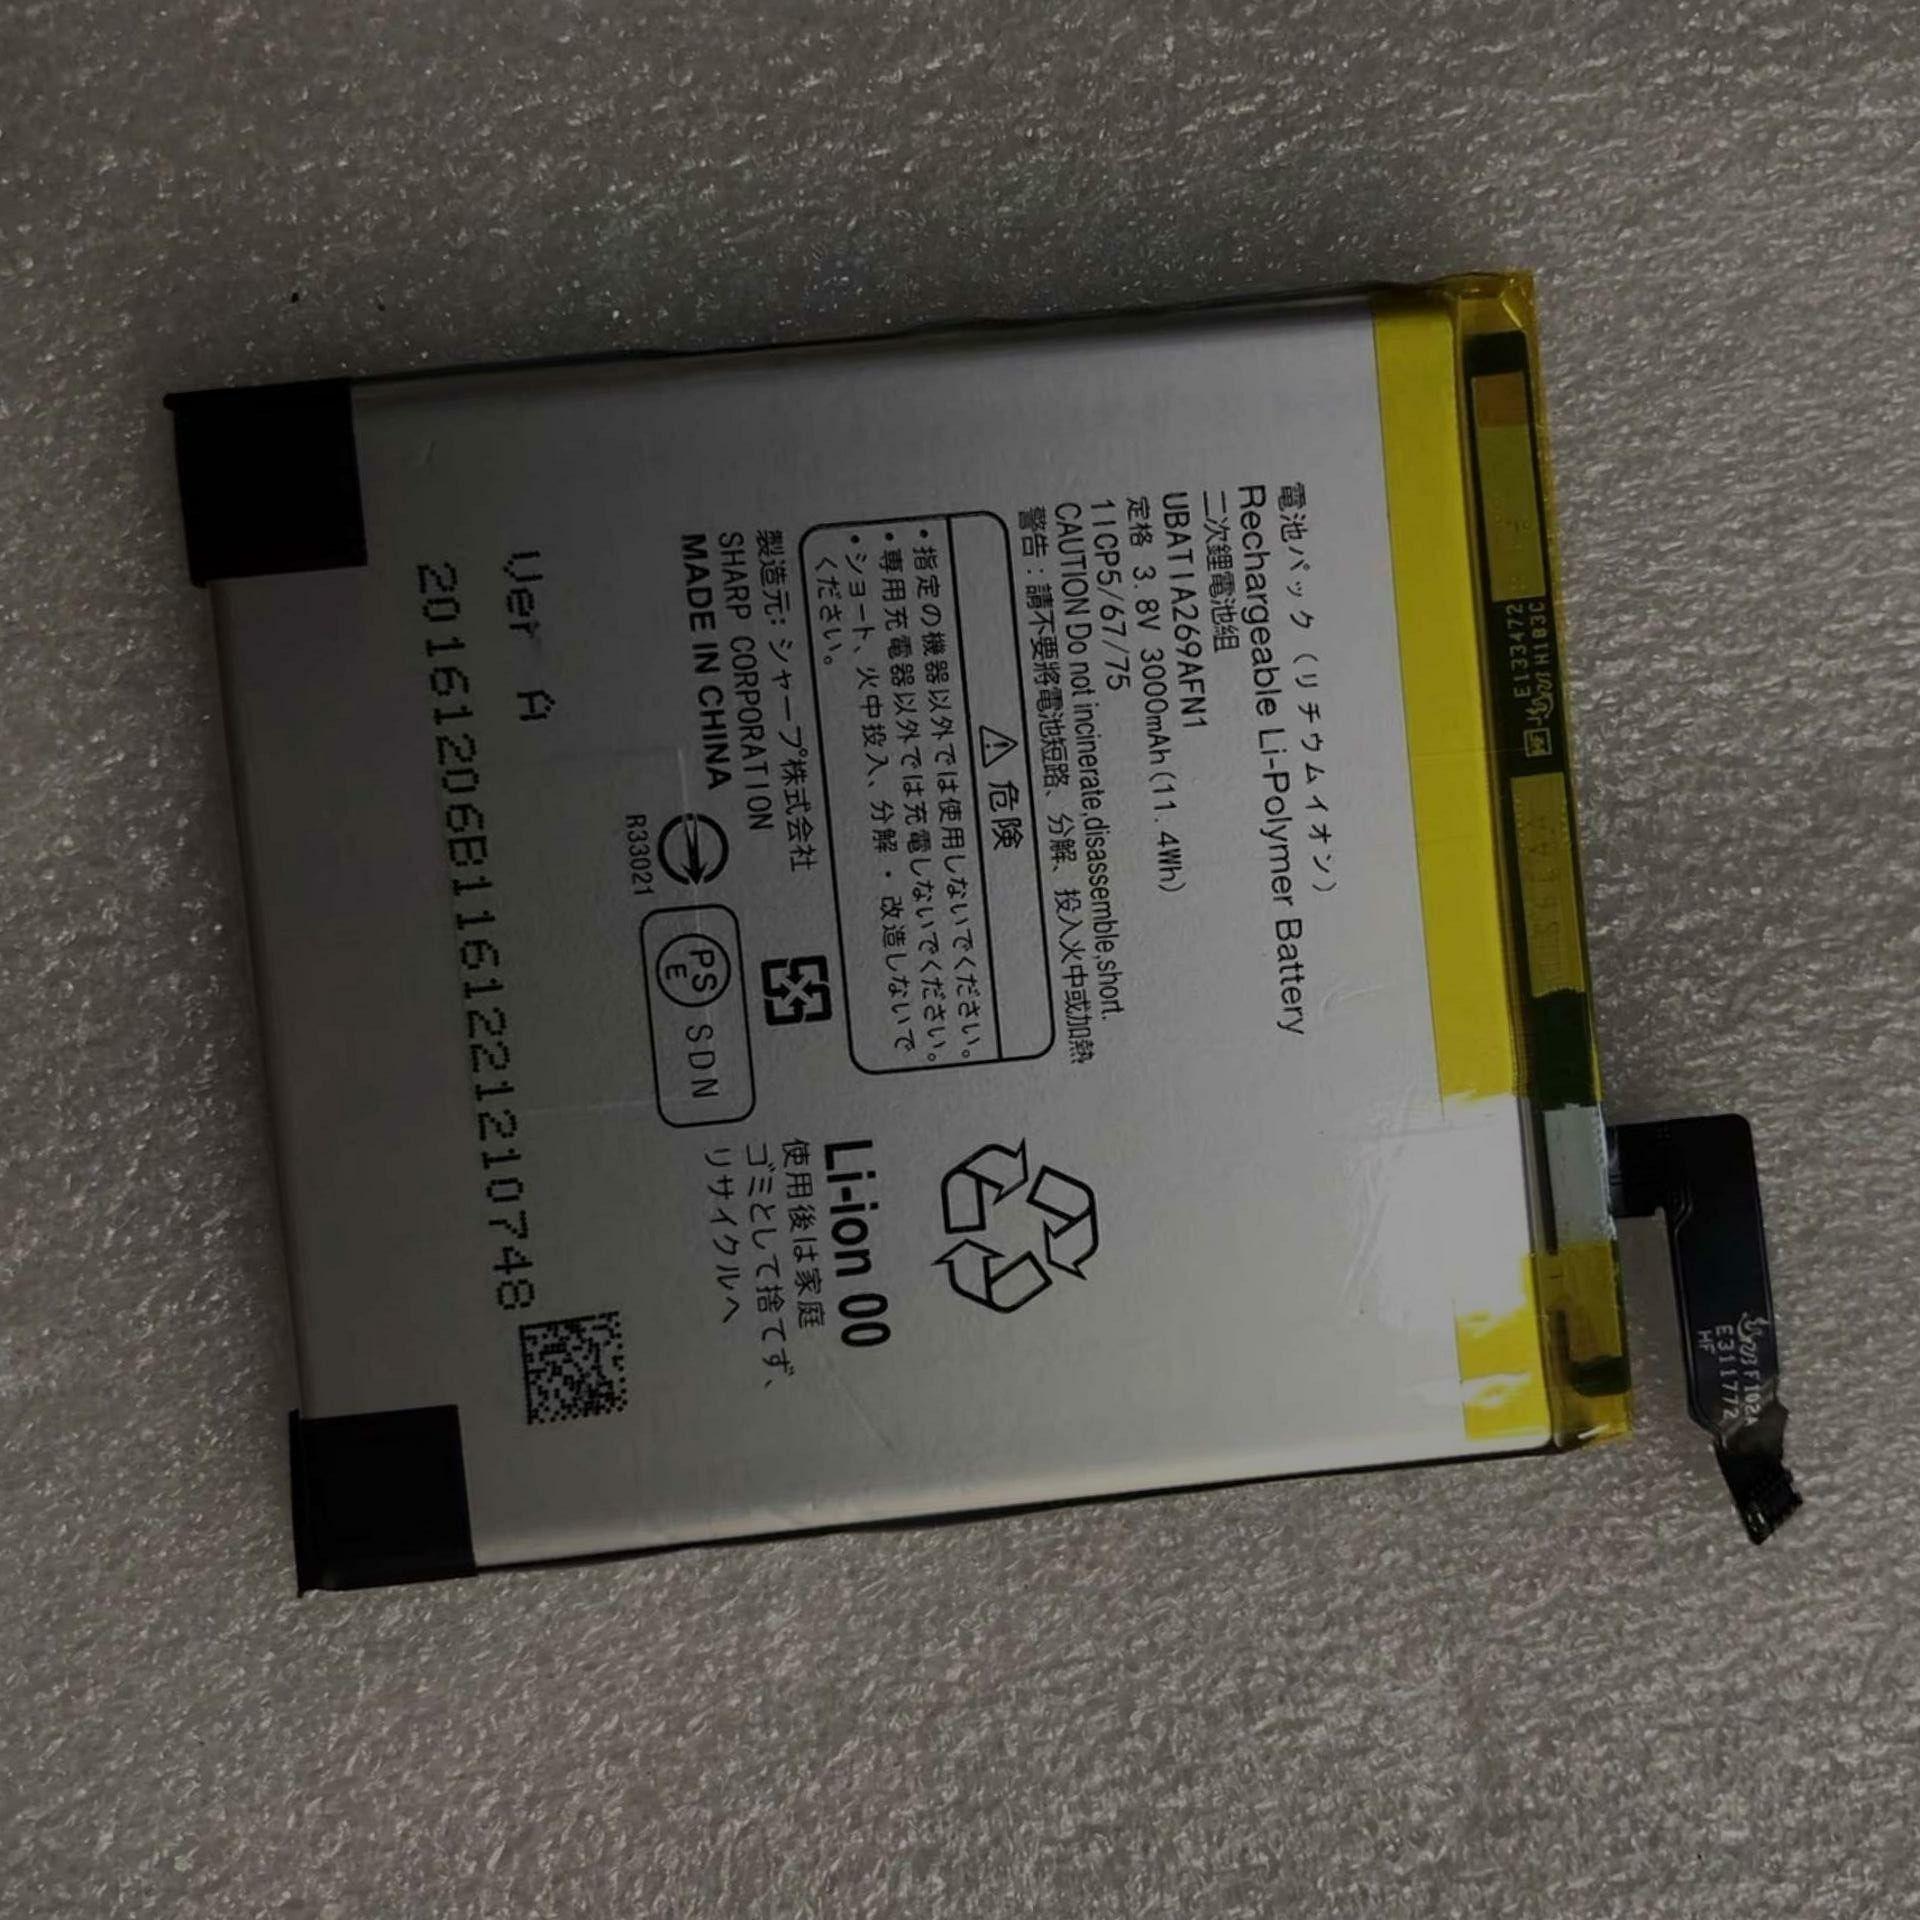 電池パック（リチウムイオン）
Rechargeable Li-Polymer Battery
二次鋰電池組
UBATIA269AFN1
定格 3.8V 3000mAh(11.4Wh)
1ICP5/67/75
CAUTION Do not incinerate,disassemble,short.
警告：請不要將電池短路、分解、投入火中或加熱
⚠ 危険
・指定の機器以外では使用しないでください。
・専用充電器以外では充電しないでください。
・ショート、火中投入、分解・改造しないで
ください。
製造元: シャープ株式会社
SHARP CORPORATION
MADE IN CHINA
R33021
PS
E
SDN
Li-ion 00
使用後は家庭
ゴミとして捨てず、
リサイクルへ
Ver A
20161206B1161221210748
E313472
F102A
E311772
HF